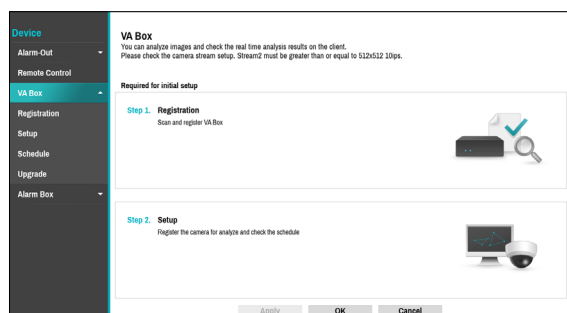 Device
Alarm-Out
Remote Control
VA Box
Registration
Setup
Schedule
Upgrade
Alarm Box
VA Box
You can analyze images and check the real time analysis results on the client.
Please check the camera stream setup. Stream2 must be greater than or equal to 512x512 10ips.
Required for initial setup
Step 1. Registration
Scan and register VA Box
Step 2. Setup
Register the camera for analyze and check the schedule
Apply OK Cancel